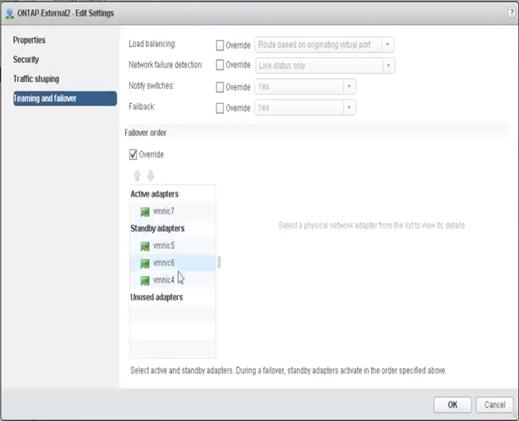 ONTAP-External2 - Edit Settings
Properties
Security
Traffic shaping
Teaming and failover
Load balancing: Override Route based on originating virtual port
Network failure detection: Override Link status only
Notify switches: Override Yes
Failback: Override Yes
Failover order
Override
Active adapters
vmnic7
Standby adapters
vmnic5
vmnic6
vmnic4
Unused adapters
Select a physical network adapter from the list to view its details.
Select active and standby adapters. During a failover, standby adapters activate in the order specified above.
OK Cancel